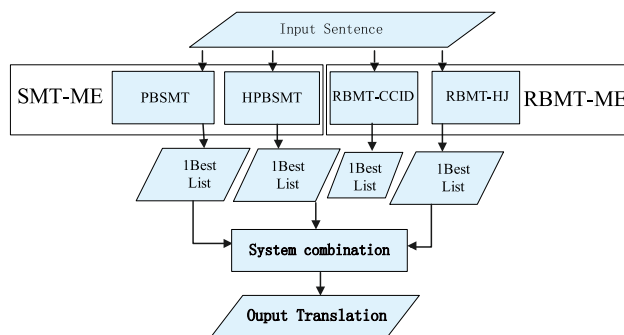 Input Sentence
SMT-ME
PBSMT
HPBSMT
RBMT-CCID
RBMT-HJ
RBMT-ME
1Best
List
1Best
List
1Best
List
1Best
List
System combination
Ouput Translation